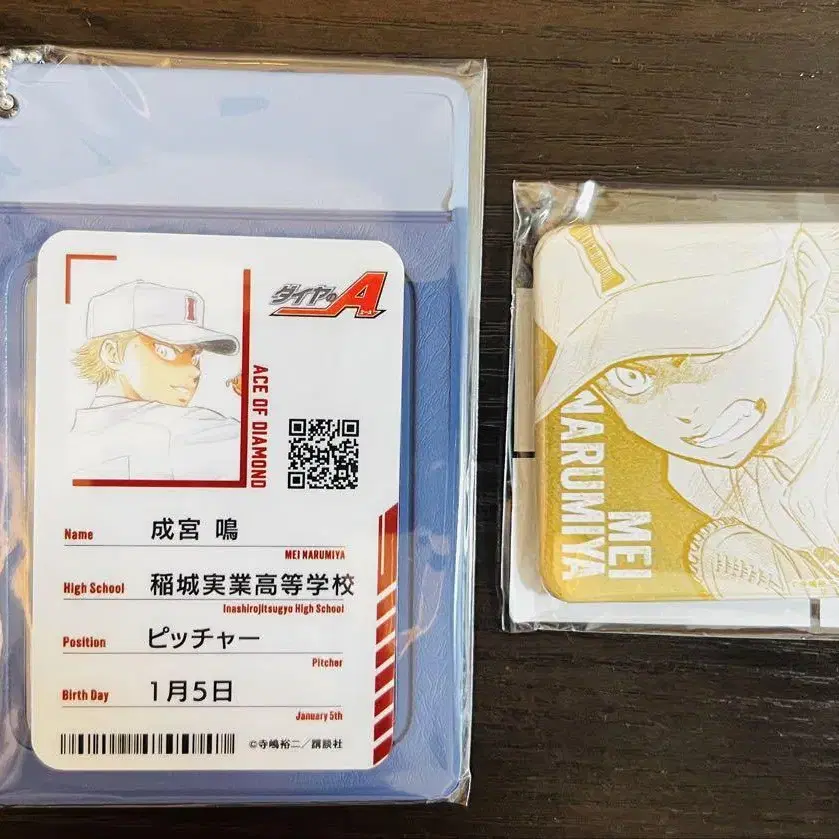 ダイヤのA
ACE OF DIAMOND
Name 成宮 鳴
MEI NARUMIYA
High School 稲城実業高等学校
Inashirojitsugyo High School
Position ピッチャー
Pitcher
Birth Day 1月5日
January 5th
©寺嶋裕二/講談社
MEI
NARUMIYA